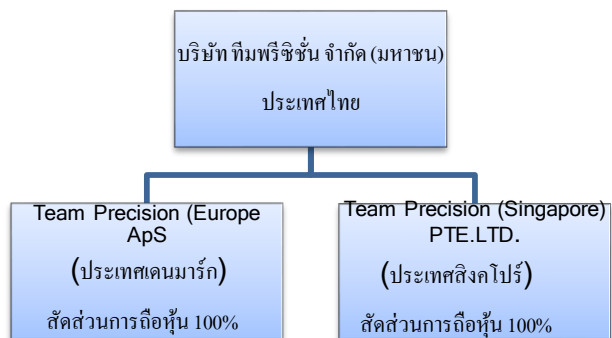 บริษัท ทีมพรีซิชั่น จำกัด (มหาชน)
ประเทศไทย
Team Precision (Europe
ApS
(ประเทศเดนมาร์ก)
สัดส่วนการถือหุ้น 100%
Team Precision (Singapore)
PTE.LTD.
(ประเทศสิงคโปร์)
สัดส่วนการถือหุ้น 100%